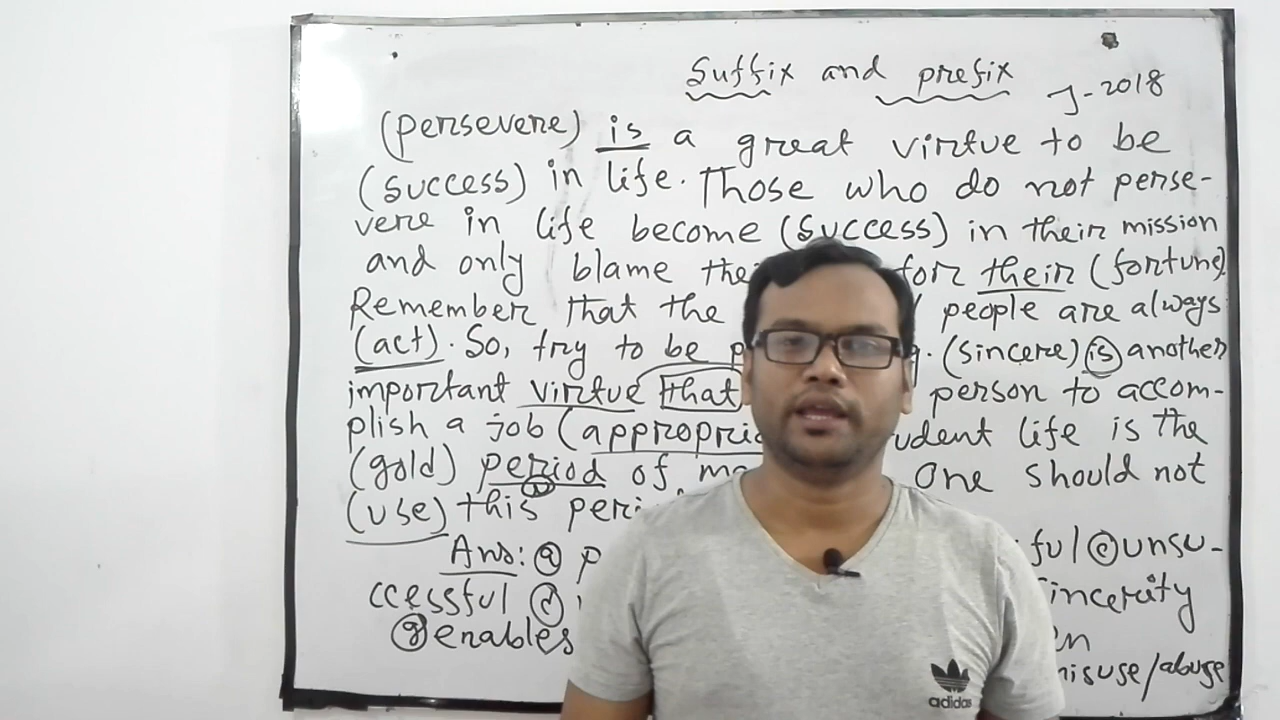 Suffix and prefix
J-2018
(persevere) is a great virtue to be
(success) in life. Those who do not perse-
vere in life become (success) in their mission
and only blame for their (fortune).
Remember that the people are always
(act). So, try to be (sincere) is another
important virtue that person to accom-
plish a job (appropri student life is the
(gold) period of One should not
(use) this
Ans: (a) ful (c) unsu-
ccessful (d) sincerity
(g) enables
misuse/abuse
adidas